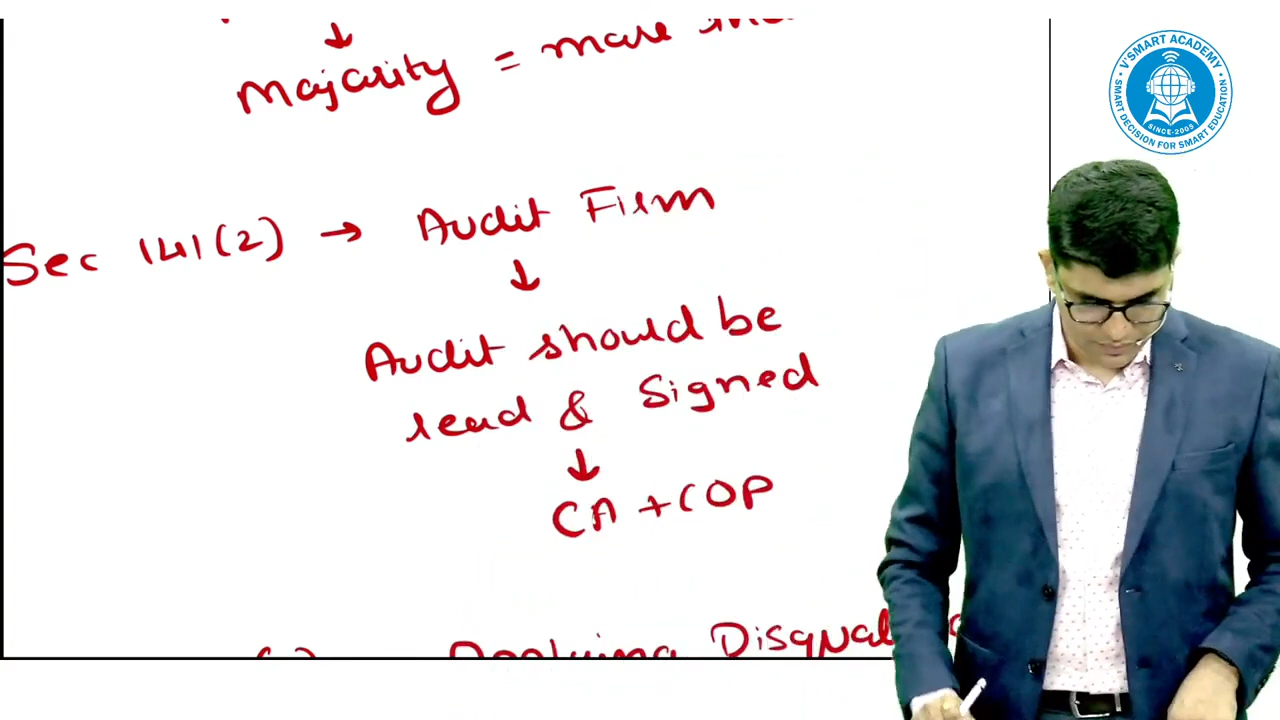 Majority = more
Sec 141(2) → Audit Firm
↓
Audit should be
lead & Signed
↓
CA + COP
V'SMART ACADEMY
SMART DECISION FOR SMART EDUCATION
SINCE-2005